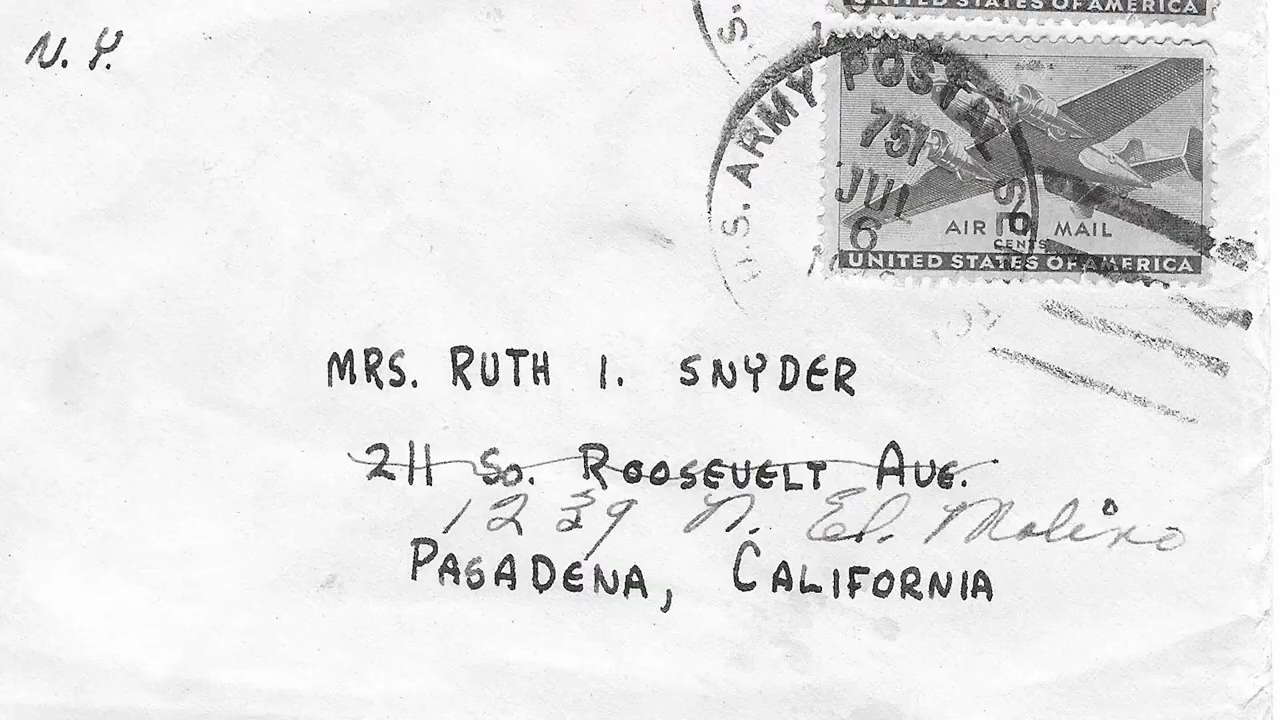 UNITED STATES OF AMERICA
N. Y.
U.S. ARMY POSTAL SE
751
JUL
6
AIR MAIL
CENTS
UNITED STATES OF AMERICA
MRS. RUTH I. SNYDER
211 So. ROOSEVELT AVE.
1239 N. El. Molino
PASADENA, CALIFORNIA